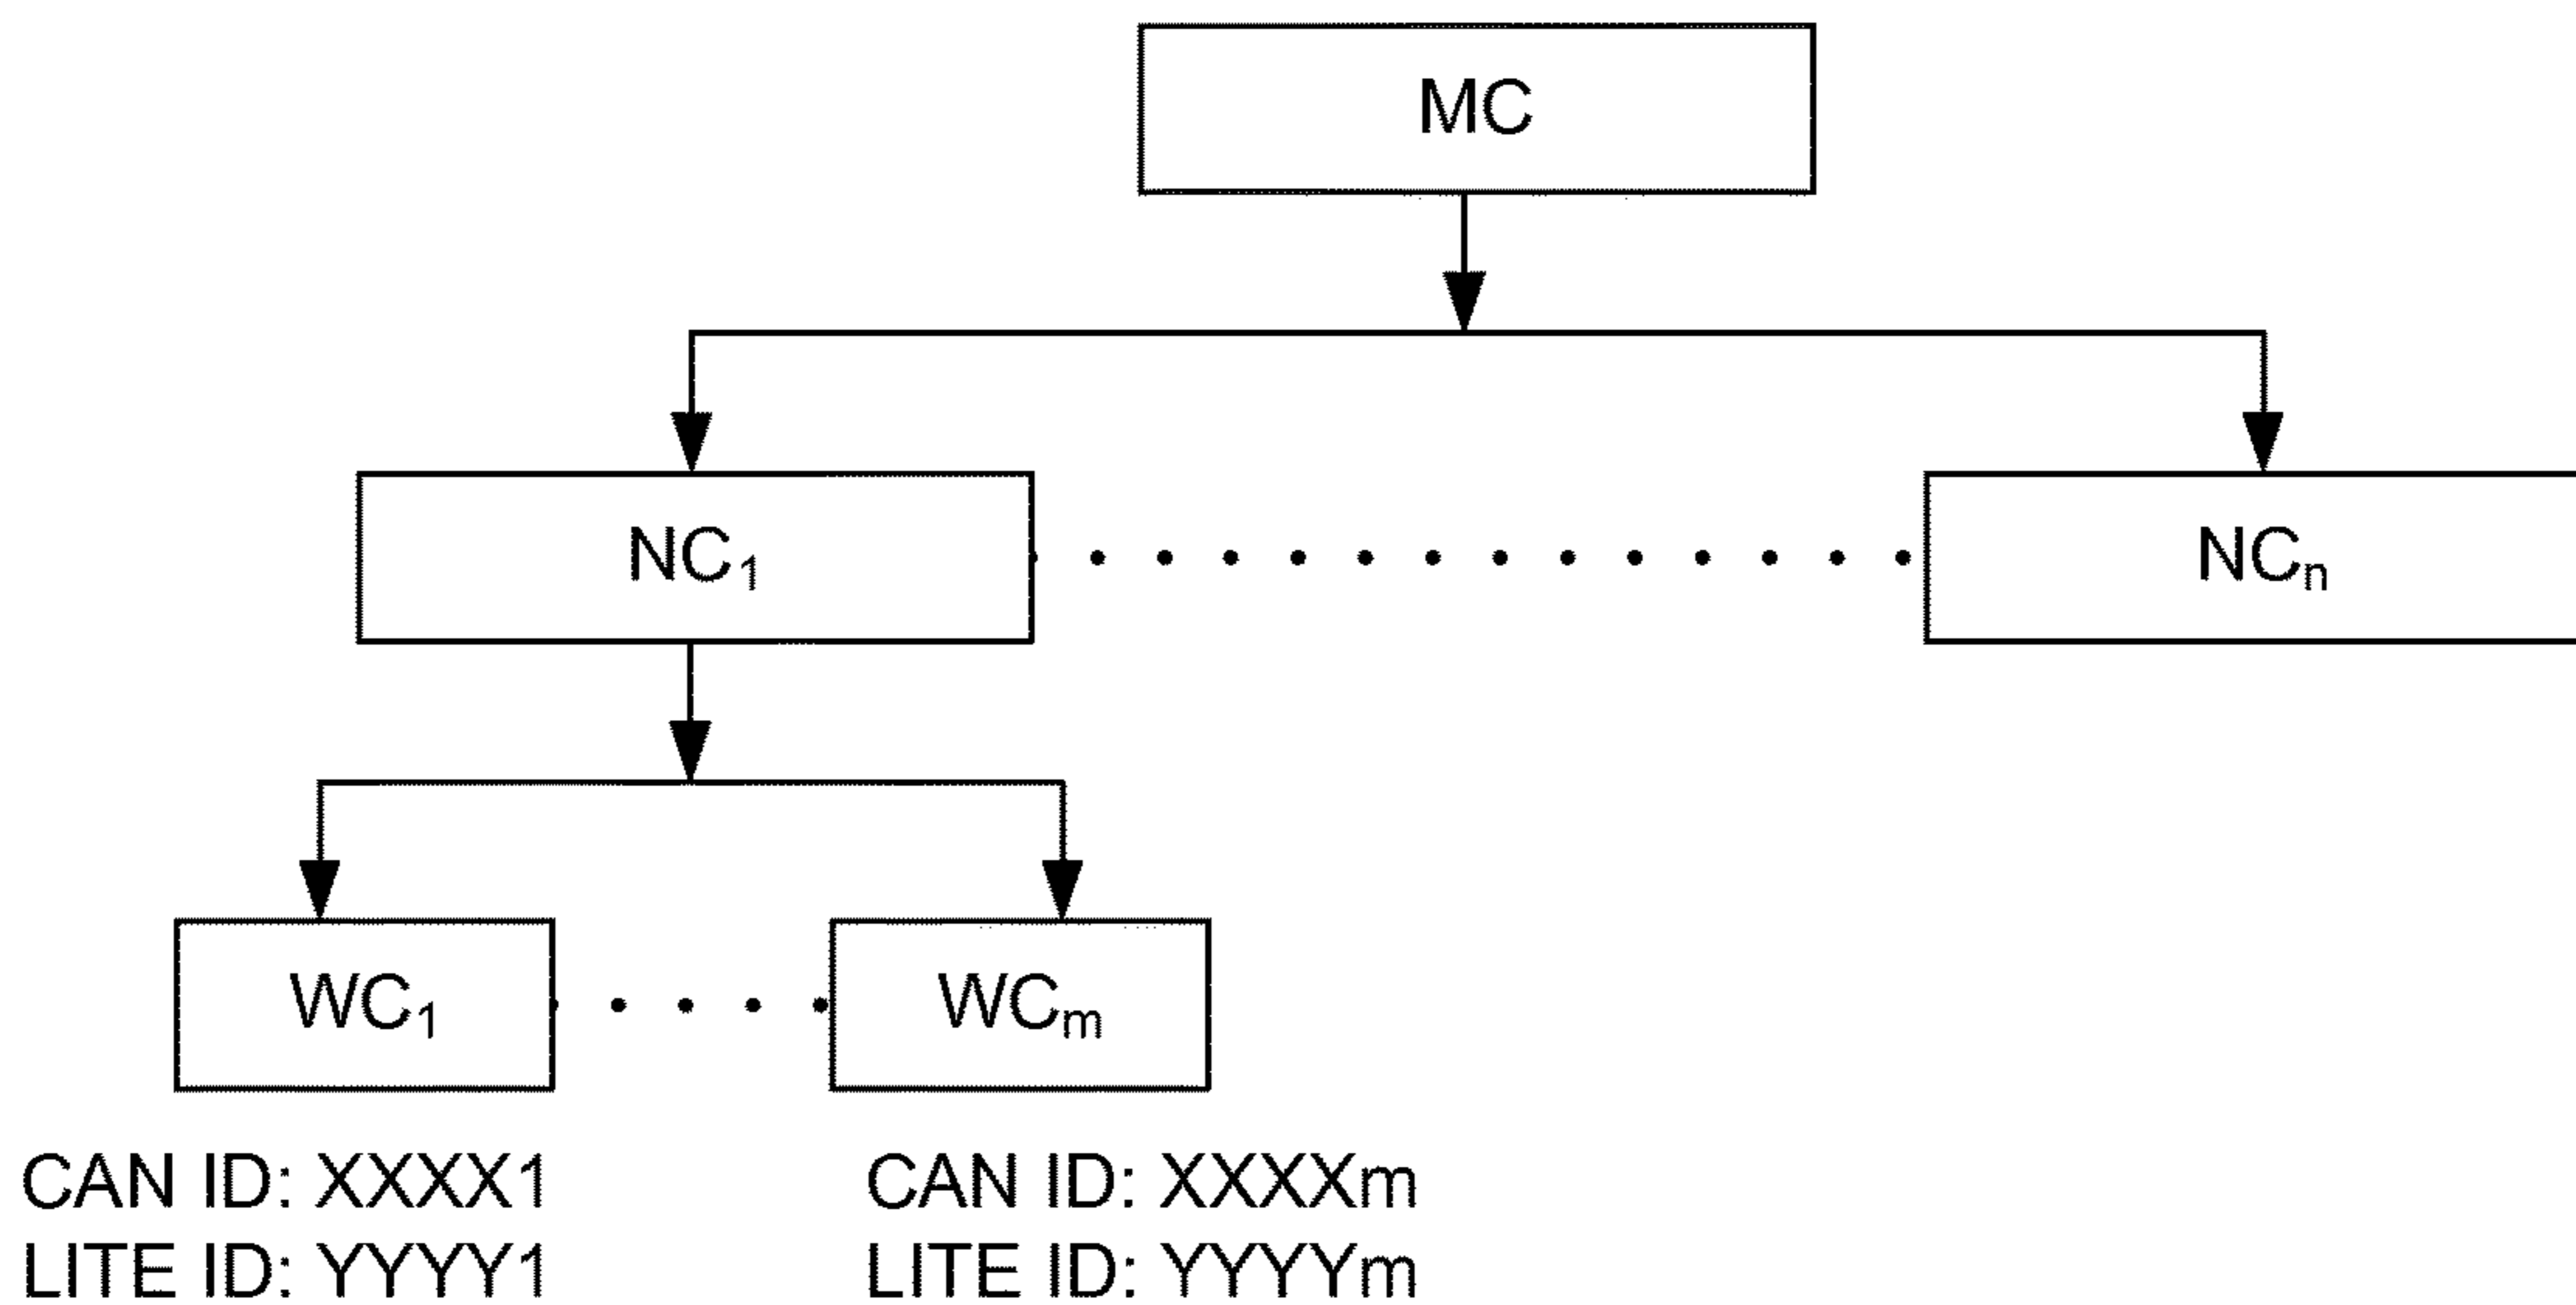 MC
NC₁
NCₙ
WC₁
WCₘ
CAN ID: XXXX1
LITE ID: YYYY1
CAN ID: XXXXm
LITE ID: YYYYm